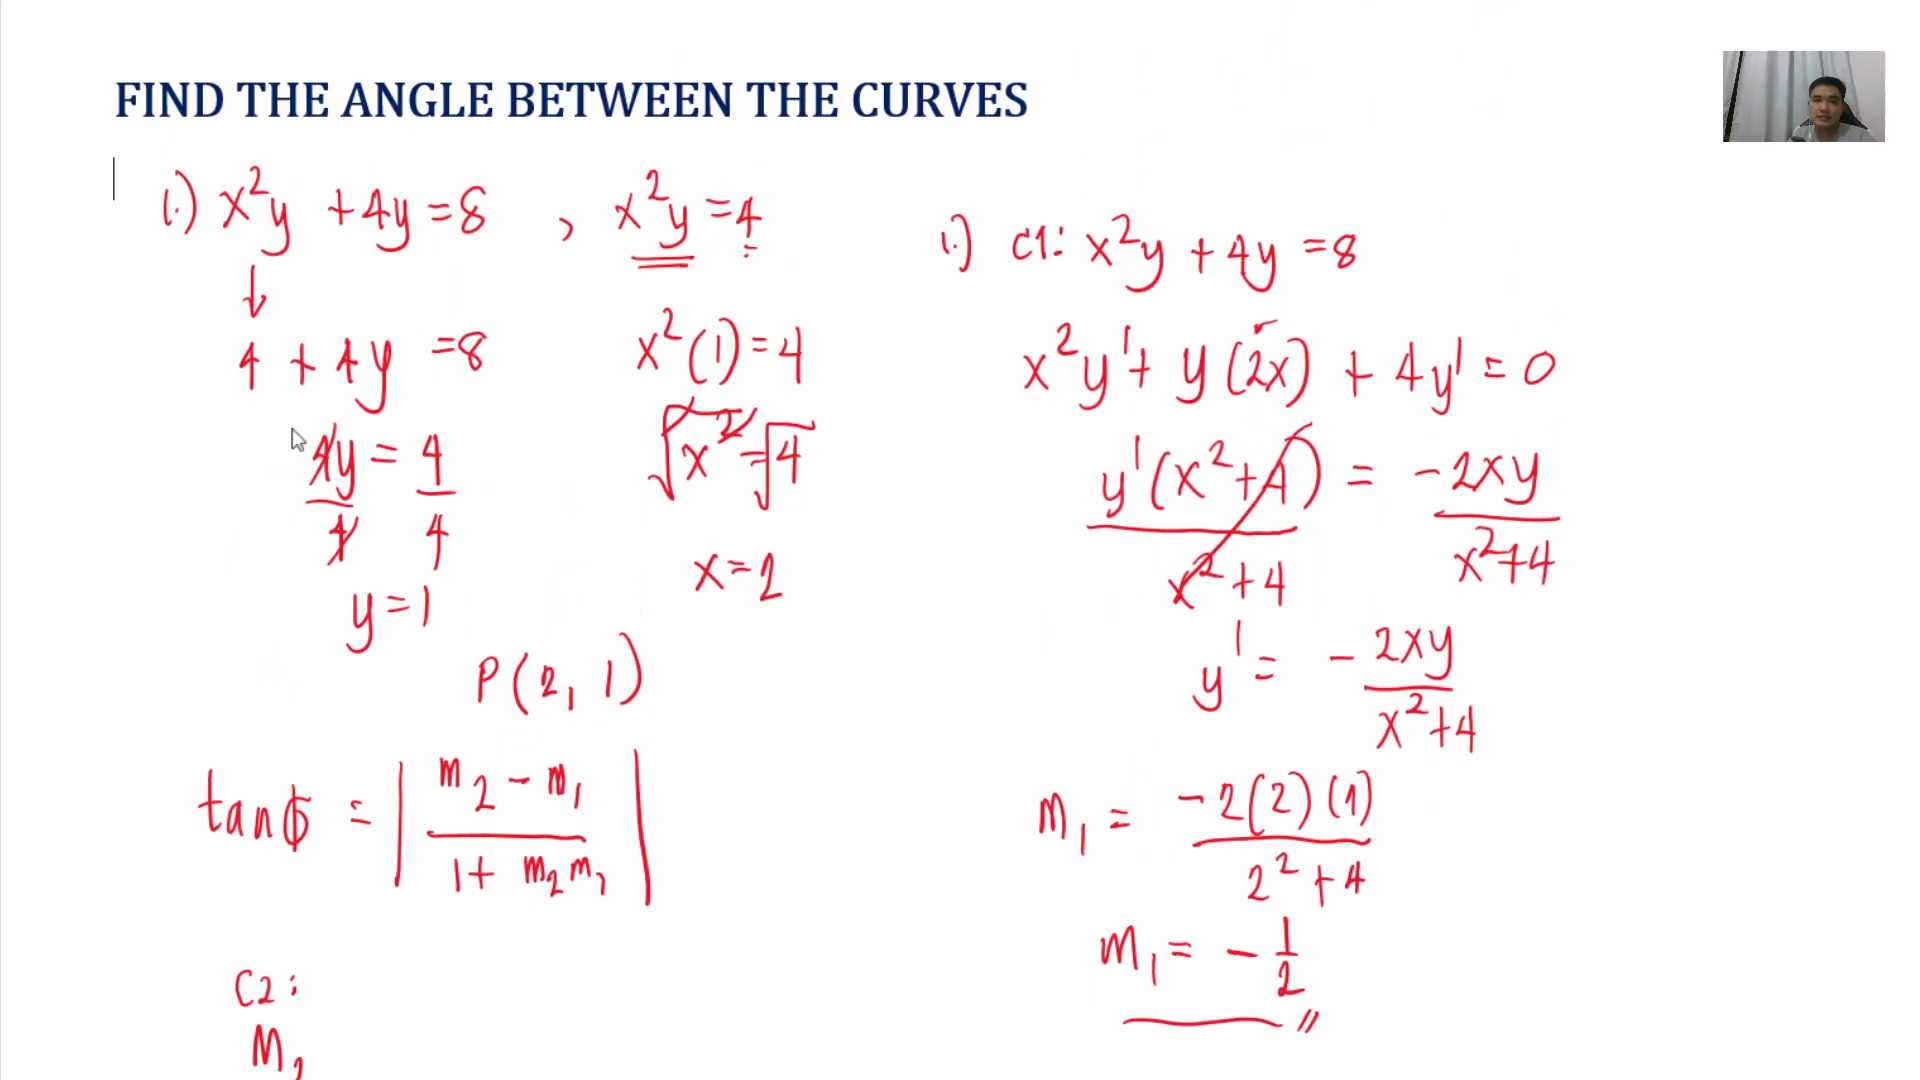 FIND THE ANGLE BETWEEN THE CURVES
1.) x²y + 4y = 8 , x²y = 4
↓
4 + 4y = 8
4y/4 = 4/4
y = 1
x²(1) = 4
√x² = √4
x = 2
P(2, 1)
tanϕ = | (m₂ - m₁) / (1 + m₂m₁) |
C2:
M₂
1.) C1: x²y + 4y = 8
x²y' + y(2x) + 4y' = 0
y'(x² + 4) / (x² + 4) = -2xy / (x² + 4)
y' = - 2xy / (x² + 4)
m₁ = -2(2)(1) / (2² + 4)
m₁ = - 1/2